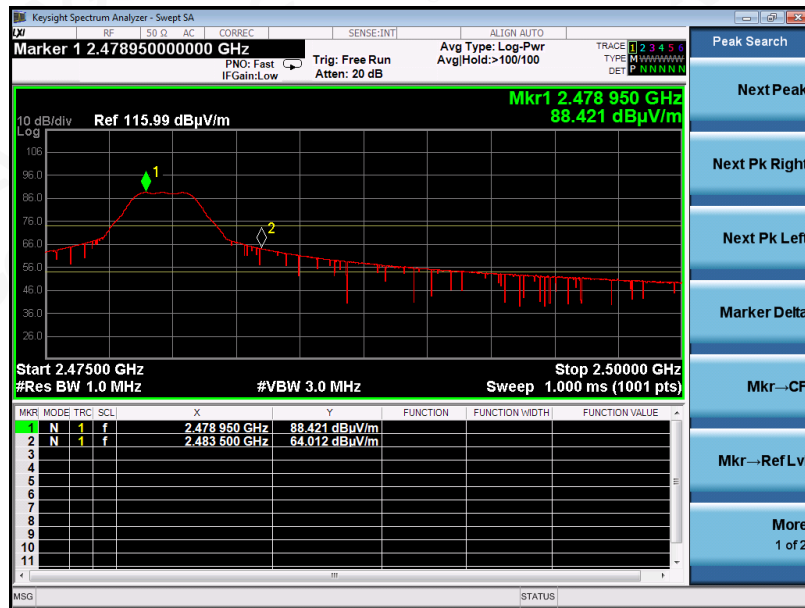 Keysight Spectrum Analyzer - Swept SA
LXI RF 50 Ω AC CORREC SENSE:INT ALIGN AUTO
Marker 1 2.478950000000 GHz
PNO: Fast
IFGain:Low
Trig: Free Run
Atten: 20 dB
Avg Type: Log-Pwr
Avg|Hold:>100/100
TRACE 1 2 3 4 5 6
TYPE M WWWWW
DET P N N N N N
Mkr1 2.478 950 GHz
88.421 dBµV/m
10 dB/div Ref 115.99 dBµV/m
Log
106
96.0
86.0
76.0
66.0
56.0
46.0
36.0
26.0
1
2
Start 2.47500 GHz Stop 2.50000 GHz
#Res BW 1.0 MHz #VBW 3.0 MHz Sweep 1.000 ms (1001 pts)
MKR MODE TRC SCL X Y FUNCTION FUNCTION WIDTH FUNCTION VALUE
1 N 1 f 2.478 950 GHz 88.421 dBµV/m
2 N 1 f 2.483 500 GHz 64.012 dBµV/m
3
4
5
6
7
8
9
10
11
MSG STATUS
Peak Search
Next Peak
Next Pk Right
Next Pk Left
Marker Delta
Mkr→CF
Mkr→Ref Lv
More
1 of 2